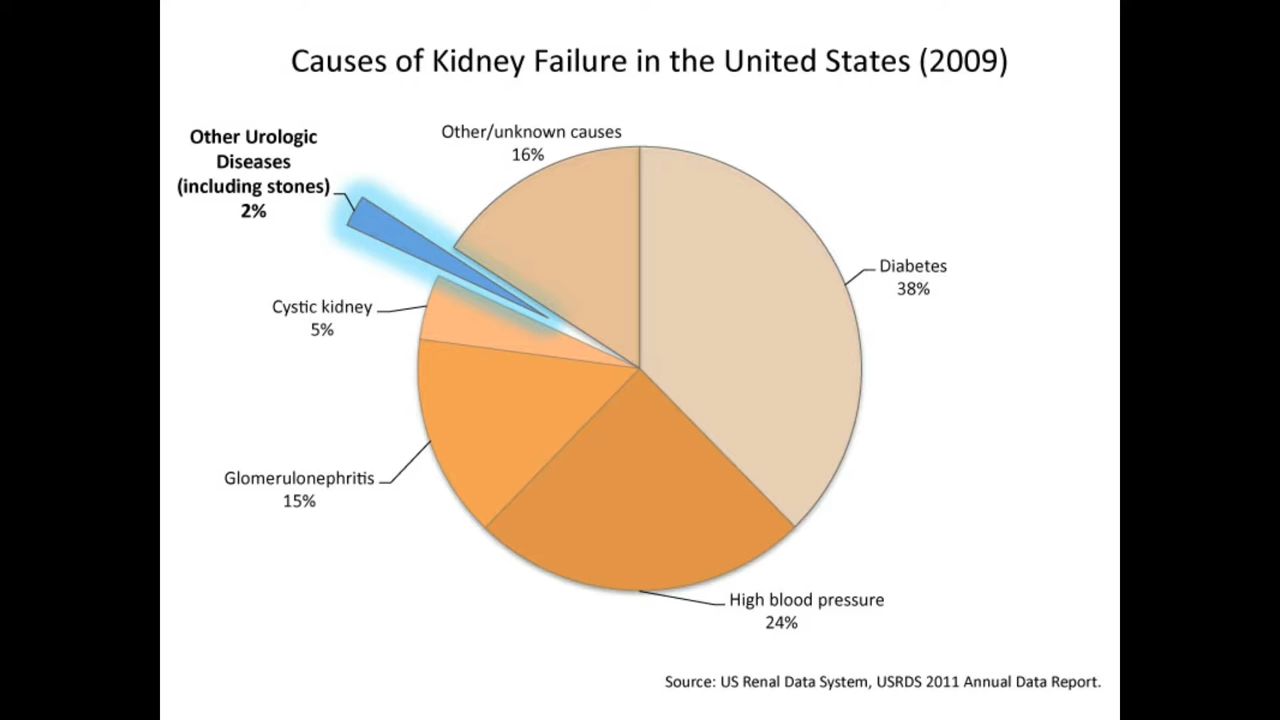 Causes of Kidney Failure in the United States (2009)
Other/unknown causes
16%
Other Urologic
Diseases
(including stones)
2%
Diabetes
38%
Cystic kidney
5%
Glomerulonephritis
15%
High blood pressure
24%
Source: US Renal Data System, USRDS 2011 Annual Data Report.